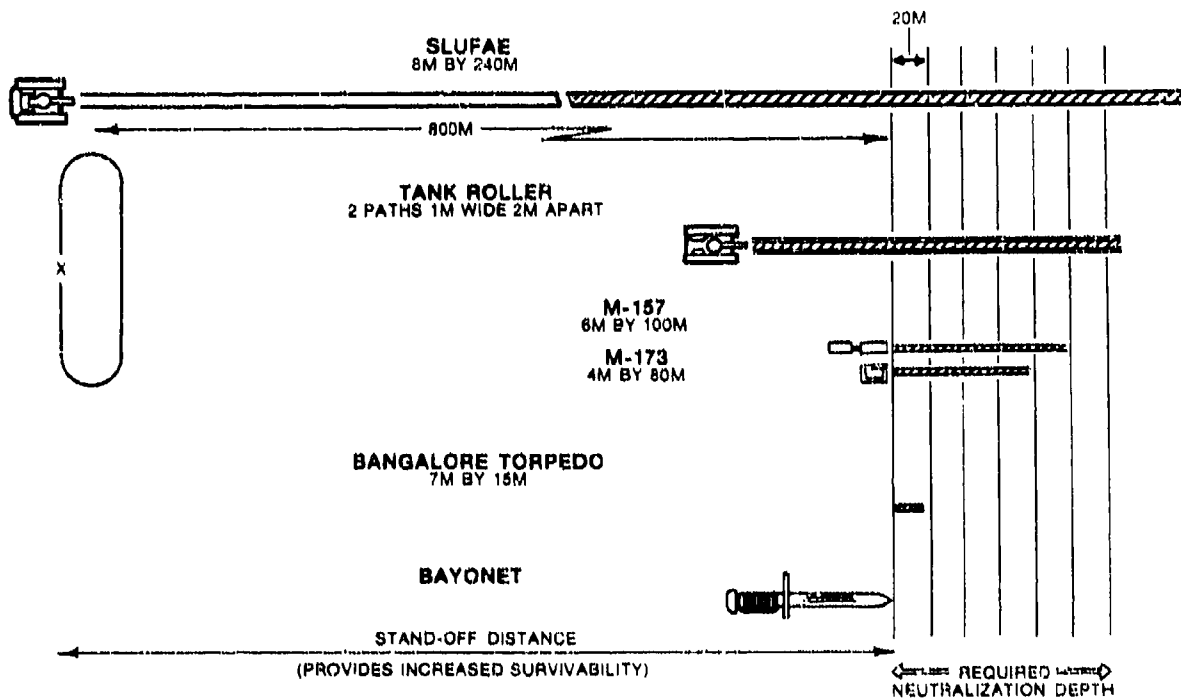 20M
SLUFAE
8M BY 240M
800M
TANK ROLLER
2 PATHS 1M WIDE 2M APART
X
M-157
6M BY 100M
M-173
4M BY 80M
BANGALORE TORPEDO
7M BY 15M
BAYONET
STAND-OFF DISTANCE
(PROVIDES INCREASED SURVIVABILITY)
REQUIRED
NEUTRALIZATION DEPTH